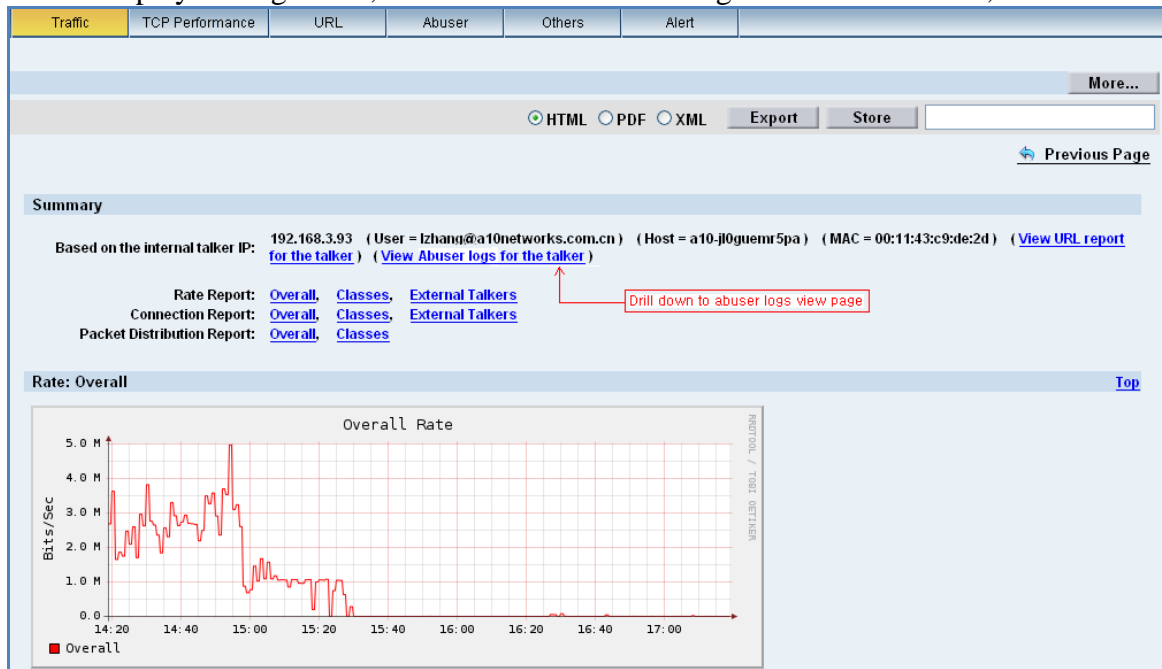 Traffic TCP Performance URL Abuser Others Alert
More...
HTML PDF XML Export Store
Previous Page
Summary
Based on the internal talker IP: 192.168.3.93 ( User = lzhang@a10networks.com.cn ) ( Host = a10-jl0guemr5pa ) ( MAC = 00:11:43:c9:de:2d ) ( View URL report
for the talker ) ( View Abuser logs for the talker )
Rate Report: Overall, Classes, External Talkers
Drill down to abuser logs view page
Connection Report: Overall, Classes, External Talkers
Packet Distribution Report: Overall, Classes
Rate: Overall Top
Overall Rate
RRDTOOL / TOBI OETIKER
Bits/Sec
5.0 M
4.0 M
3.0 M
2.0 M
1.0 M
0.0
14:20 14:40 15:00 15:20 15:40 16:00 16:20 16:40 17:00
Overall